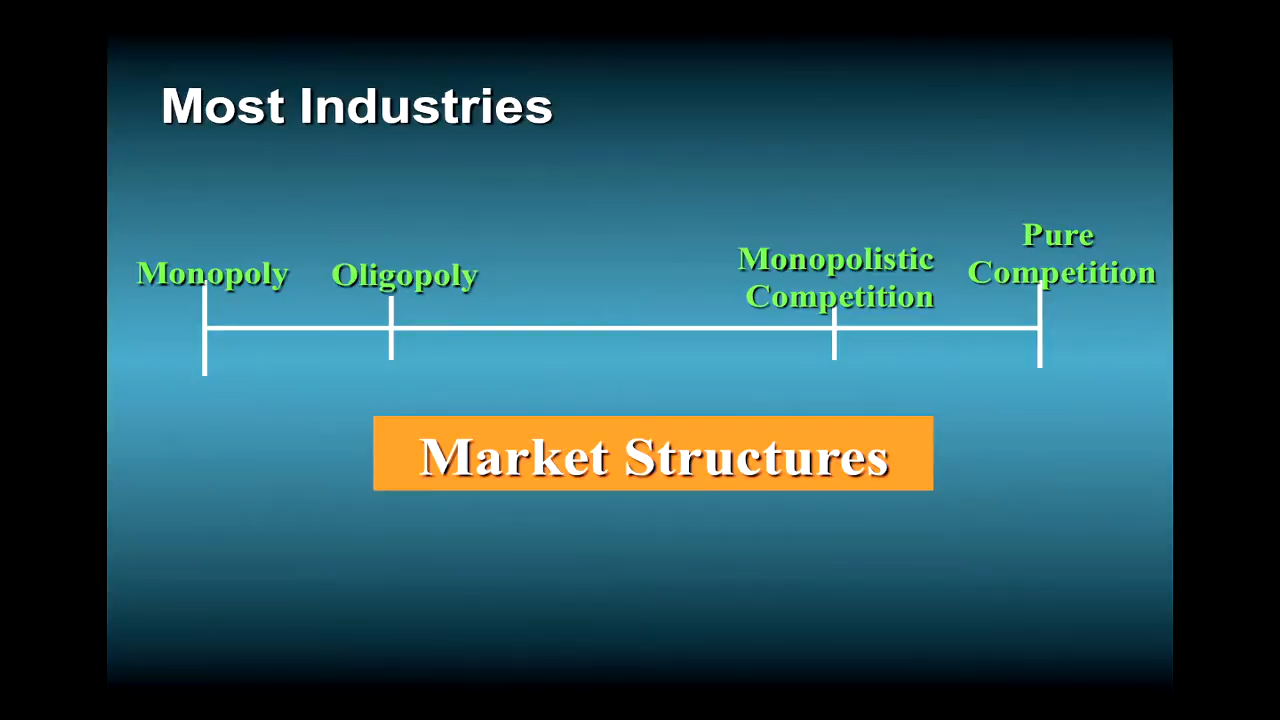 Most Industries
Monopoly
Oligopoly
Monopolistic
Competition
Pure
Competition
Market Structures